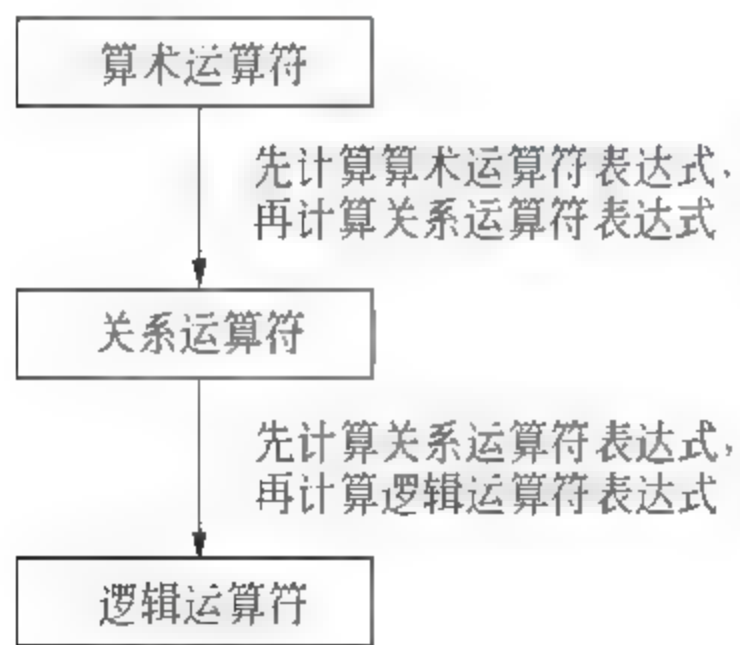 算术运算符
先计算算术运算符表达式,
再计算关系运算符表达式
关系运算符
先计算关系运算符表达式,
再计算逻辑运算符表达式
逻辑运算符